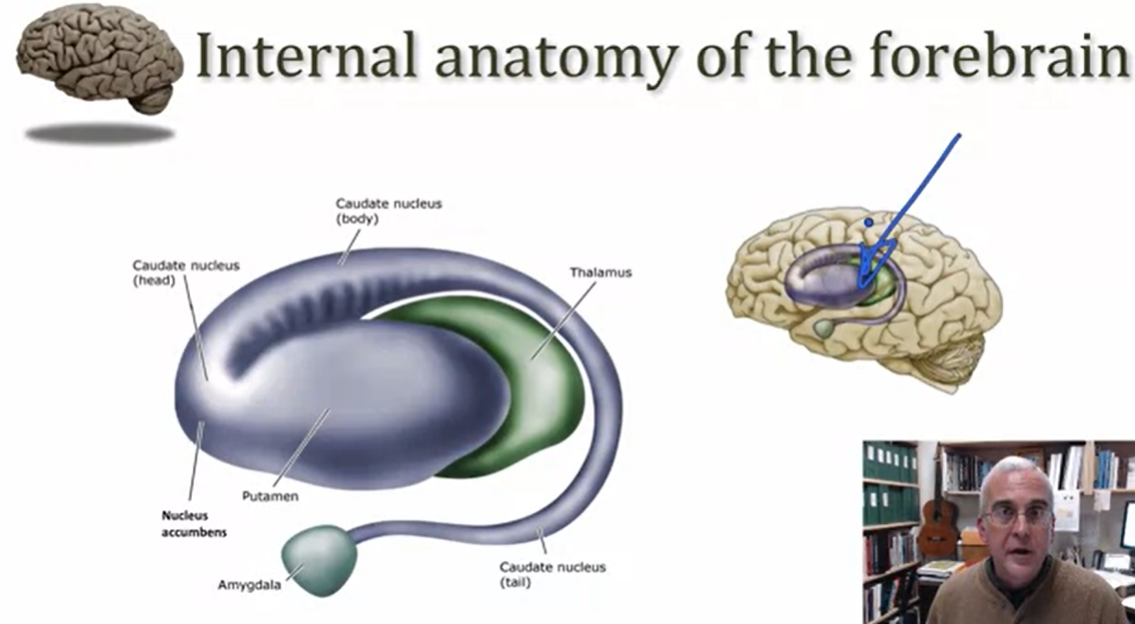 Internal anatomy of the forebrain
Caudate nucleus
(body)
Caudate nucleus
(head)
Thalamus
Putamen
Nucleus
accumbens
Amygdala
Caudate nucleus
(tail)